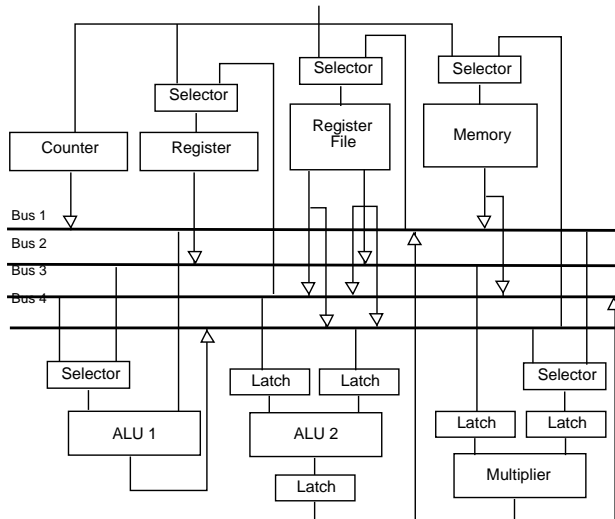 Selector
Selector
Selector
Counter
Register
Register
File
Memory
Bus 1
Bus 2
Bus 3
Bus 4
Selector
Latch
Latch
Selector
ALU 1
ALU 2
Latch
Latch
Latch
Multiplier